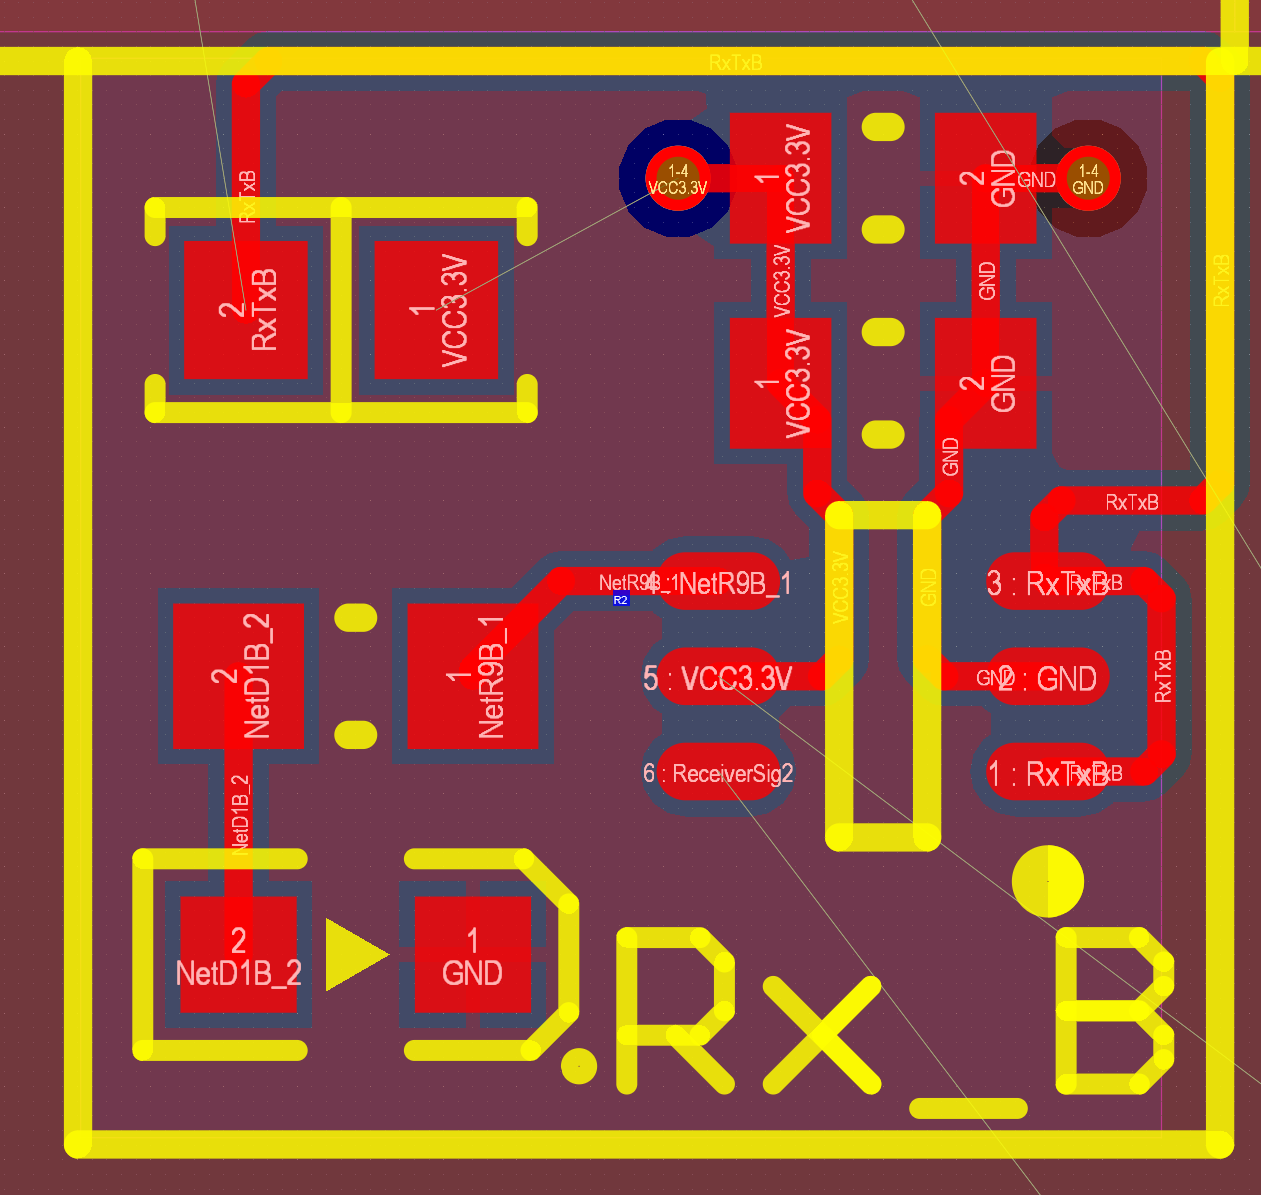 RxTxB
1-4
VCC3.3V
1
VCC3.3V
2
GND
GND
1-4
GND
RxTxB
2
RxTxB
1
VCC3.3V
VCC3.3V
GND
RxTxB
1
VCC3.3V
2
GND
GND
RxTxB
NetR9B_1
4 : NetR9B_1
R2
VCC3.3V
GND
3 : RxTxB
RxTxB
2
NetD1B_2
1
NetR9B_1
5 : VCC3.3V
GND
2 : GND
RxTxB
6 : ReceiverSig2
1 : RxTxB
RxTxB
NetD1B_2
2
NetD1B_2
1
GND
.Rx_B